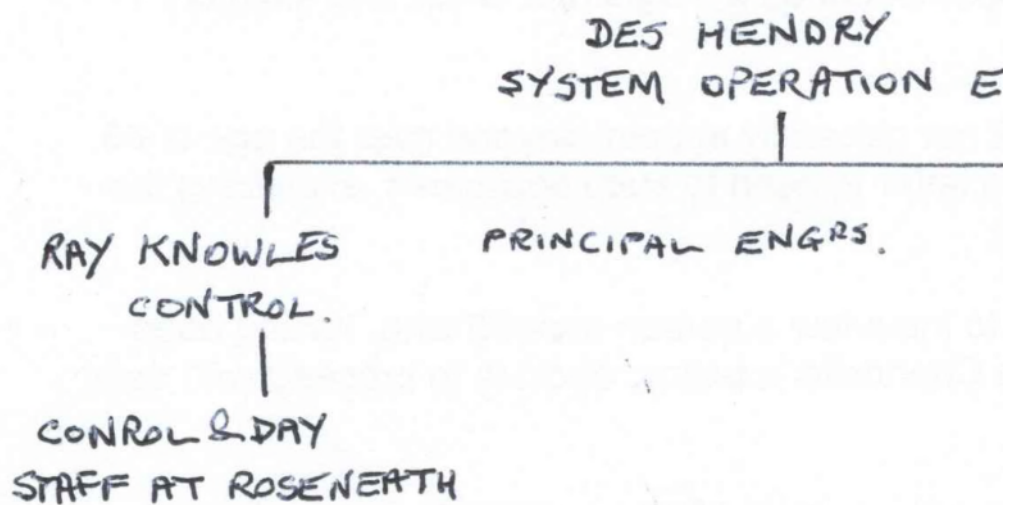 DES HENDRY
SYSTEM OPERATION E
RAY KNOWLES
PRINCIPAL ENGRS.
CONTROL.
CONROL & DAY
STAFF AT ROSENEATH